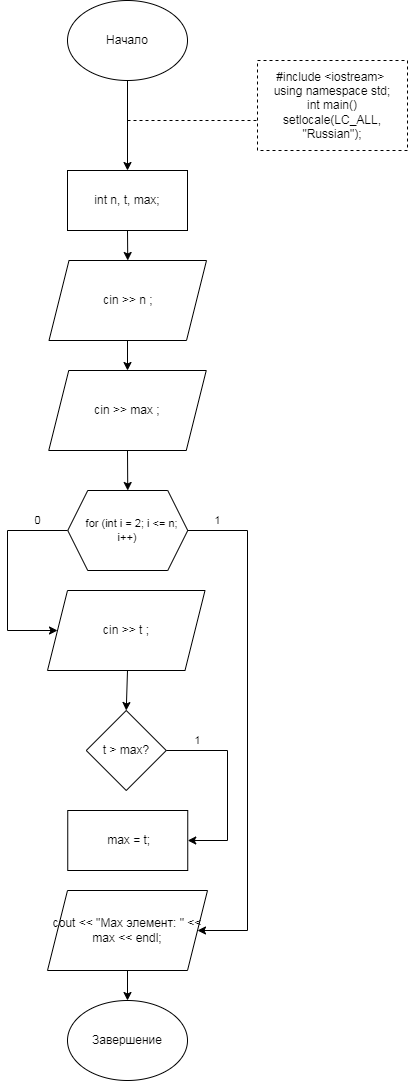 Начало
#include <iostream>
using namespace std;
int main()
setlocale(LC_ALL,
"Russian");
int n, t, max;
cin >> n ;
cin >> max ;
0
for (int i = 2; i <= n;
i++)
1
cin >> t ;
t > max?
1
max = t;
cout << "Max элемент: " <<
max << endl;
Завершение